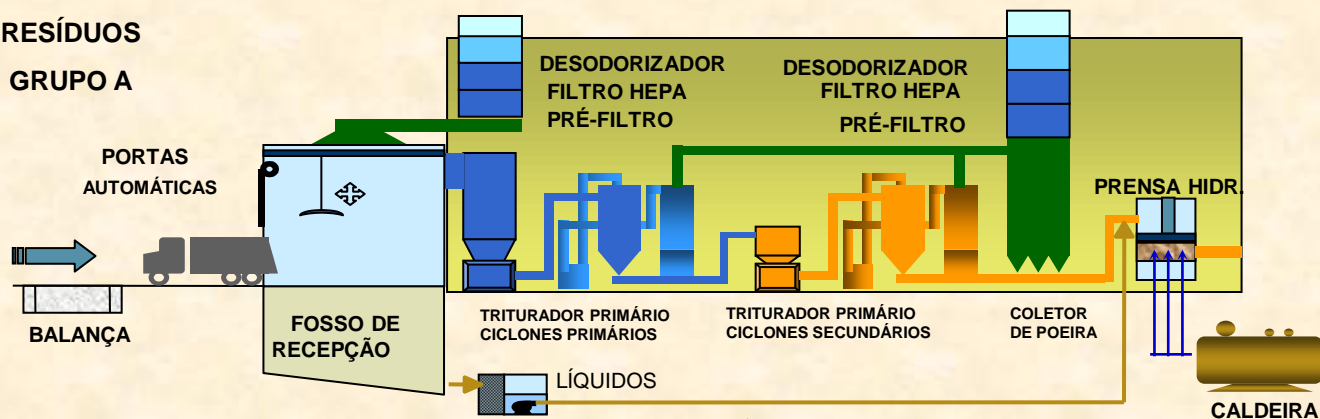 RESÍDUOS
GRUPO A
PORTAS
AUTOMÁTICAS
BALANÇA
FOSSO DE
RECEPÇÃO
DESODORIZADOR
FILTRO HEPA
PRÉ-FILTRO
DESODORIZADOR
FILTRO HEPA
PRÉ-FILTRO
PRENSA HIDR.
TRITURADOR PRIMÁRIO
CICLONES PRIMÁRIOS
TRITURADOR PRIMÁRIO
CICLONES SECUNDÁRIOS
COLETOR
DE POEIRA
LÍQUIDOS
CALDEIRA